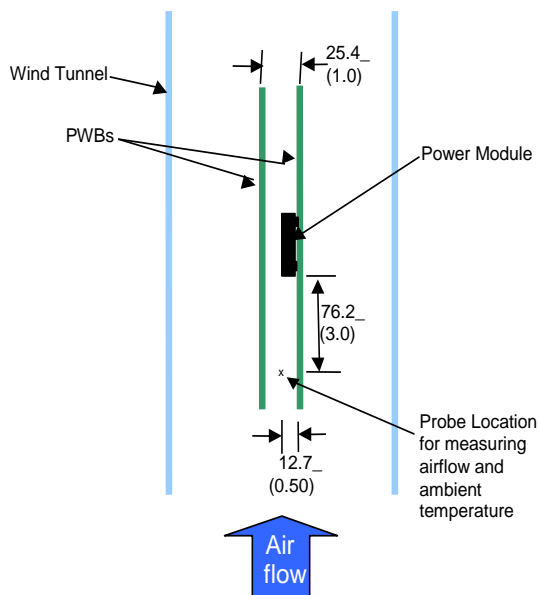 25.4_
(1.0)
Wind Tunnel
PWBs
Power Module
76.2_
(3.0)
x
Probe Location
for measuring
airflow and
ambient
temperature
12.7_
(0.50)
Air
flow